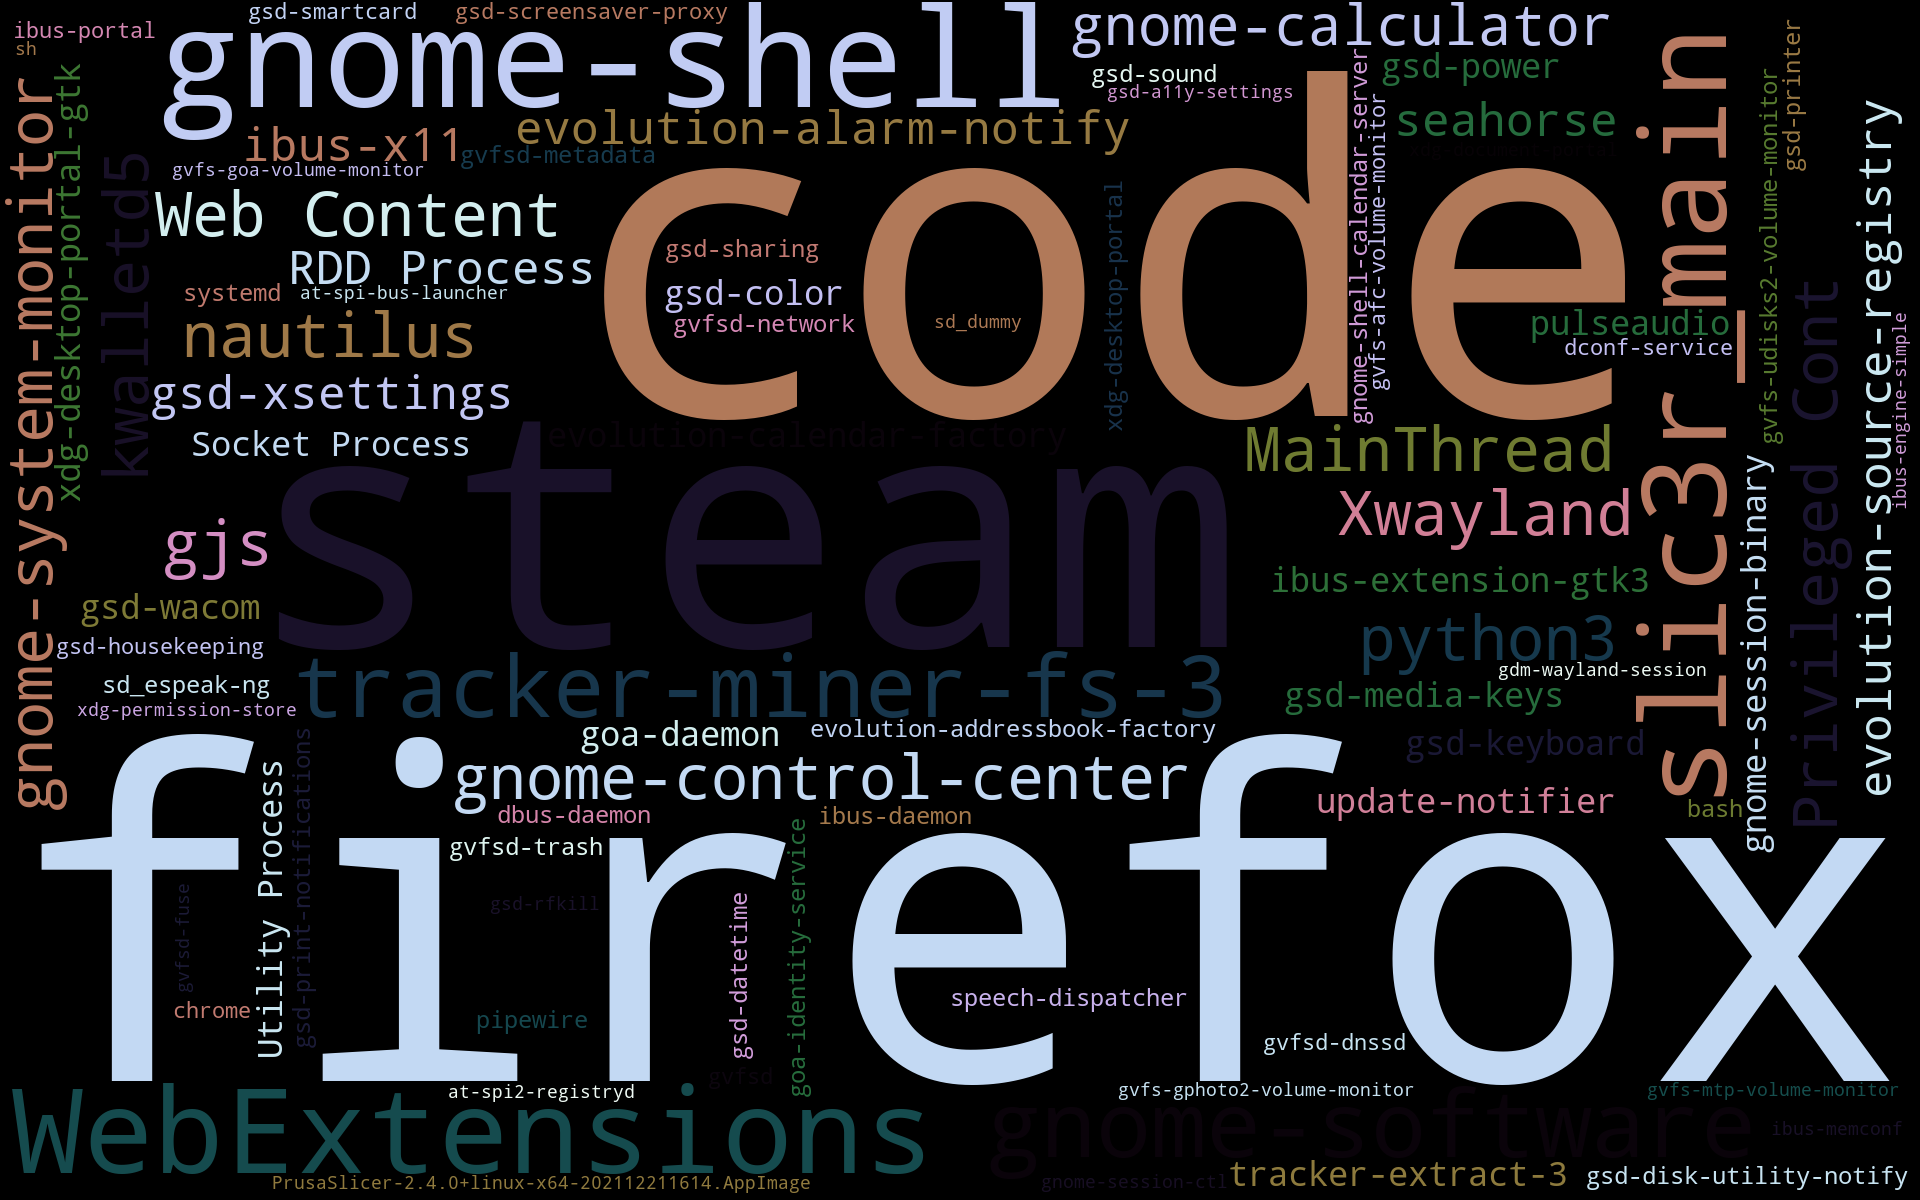 gsd-smartcard
gsd-screensaver-proxy
ibus-portal
sh
gnome-shell
gnome-calculator
gsd-sound
gsd-a11y-settings
gsd-power
gsd-printer
seahorse
xdg-document-portal
evolution-alarm-notify
ibus-x11
gvfsd-metadata
gvfs-goa-volume-monitor
gnome-system-monitor
xdg-desktop-portal-gtk
kwalletd5
Web Content
RDD Process
systemd
at-spi-bus-launcher
nautilus
gsd-xsettings
Socket Process
code
gsd-sharing
gsd-color
gvfsd-network
sd_dummy
xdg-desktop-portal
gnome-shell-calendar-server
gvfs-afc-volume-monitor
pulseaudio
dconf-service
slic3r_main
gvfs-udisks2-volume-monitor
evolution-source-registry
ibus-engine-simple
Privileged Cont
gnome-session-binary
evolution-calendar-factory
steam
MainThread
Xwayland
gjs
gsd-wacom
gsd-housekeeping
sd_espeak-ng
xdg-permission-store
ibus-extension-gtk3
python3
gdm-wayland-session
gsd-media-keys
gsd-keyboard
tracker-miner-fs-3
goa-daemon
evolution-addressbook-factory
gnome-control-center
dbus-daemon
ibus-daemon
update-notifier
bash
firefox
gvfsd-trash
Utility Process
gsd-print-notifications
gvfsd-fuse
chrome
gsd-rfkill
pipewire
gsd-datetime
goa-identity-service
speech-dispatcher
gvfsd-dnssd
gvfsd
at-spi2-registryd
gvfs-gphoto2-volume-monitor
gvfs-mtp-volume-monitor
WebExtensions
gnome-software
ibus-memconf
PrusaSlicer-2.4.0+linux-x64-202112211614.AppImage
gnome-session-ctl
tracker-extract-3
gsd-disk-utility-notify